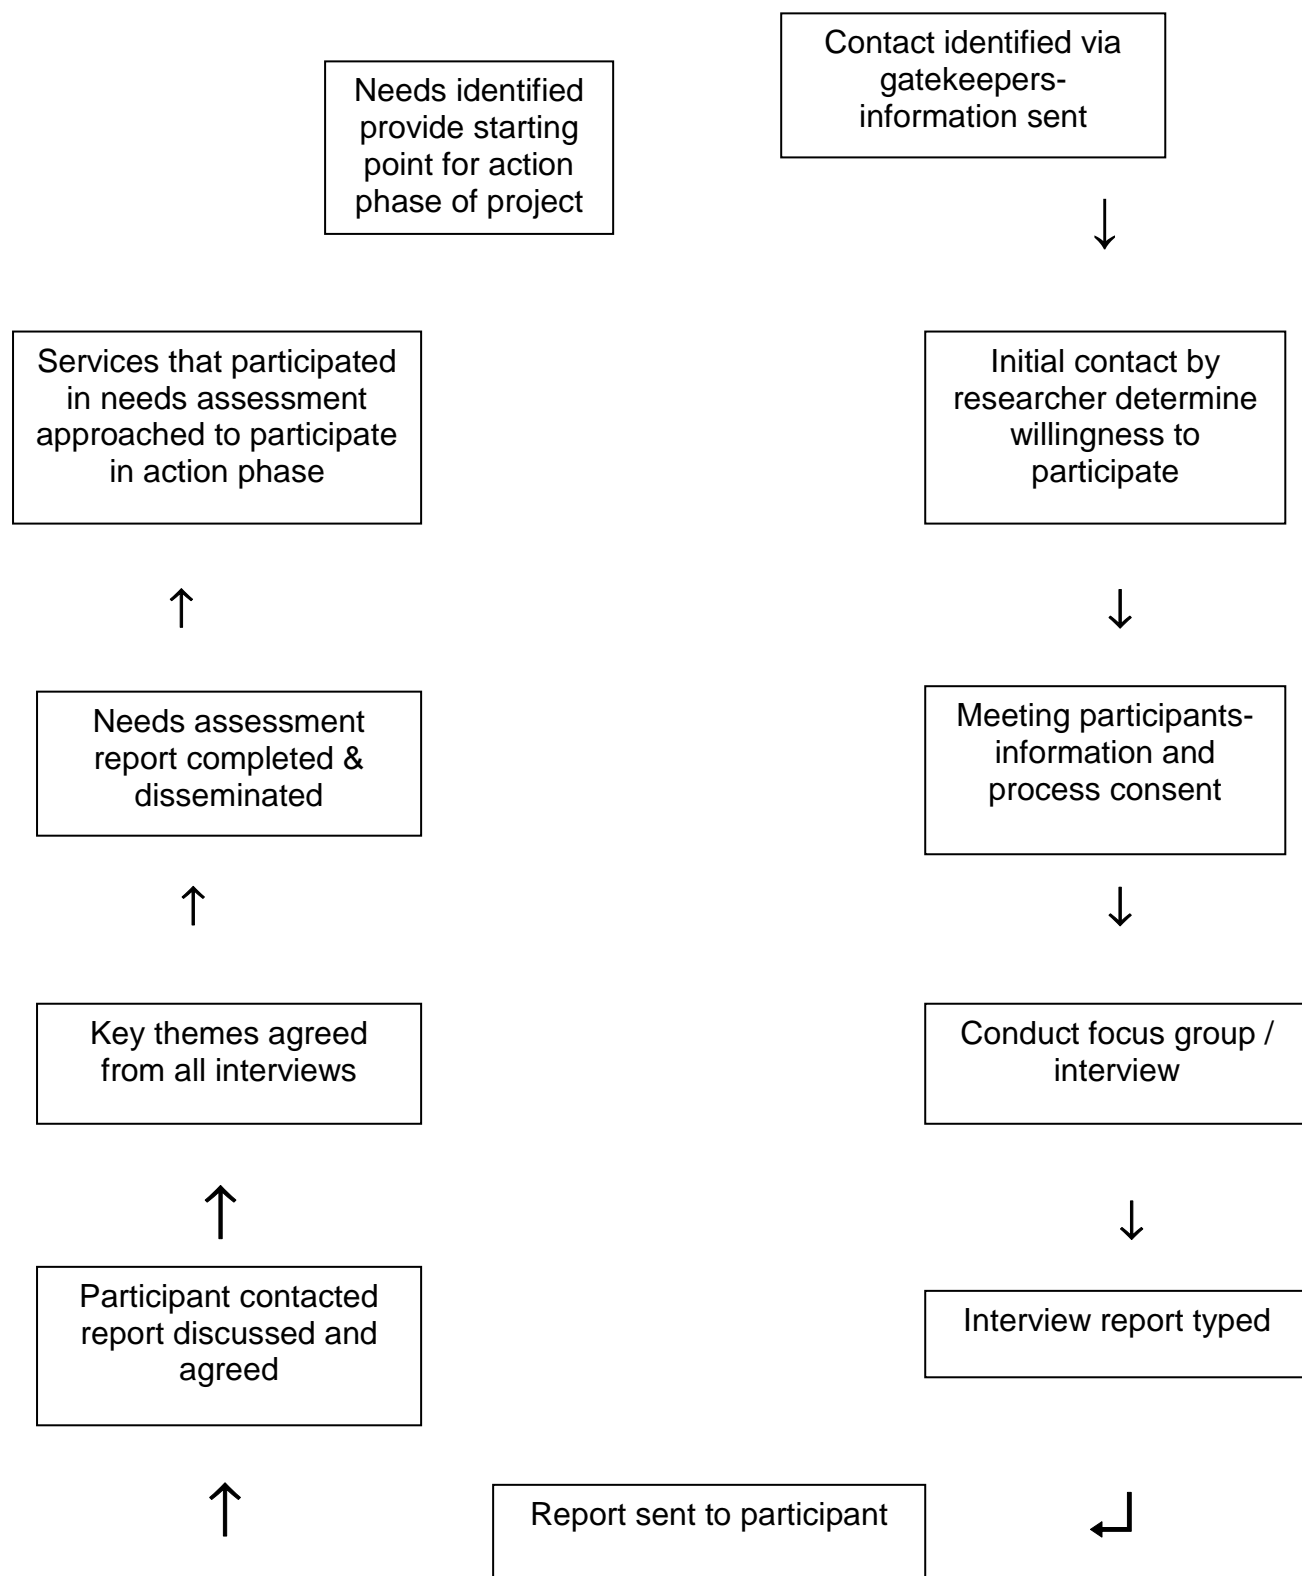 Contact identified via
gatekeepers-
information sent
Needs identified
provide starting
point for action
phase of project
↓
Services that participated
in needs assessment
approached to participate
in action phase
Initial contact by
researcher determine
willingness to
participate
↑
↓
Needs assessment
report completed &
disseminated
Meeting participants-
information and
process consent
↑
↓
Key themes agreed
from all interviews
Conduct focus group /
interview
↑
↓
Participant contacted
report discussed and
agreed
Interview report typed
↑
Report sent to participant
↵